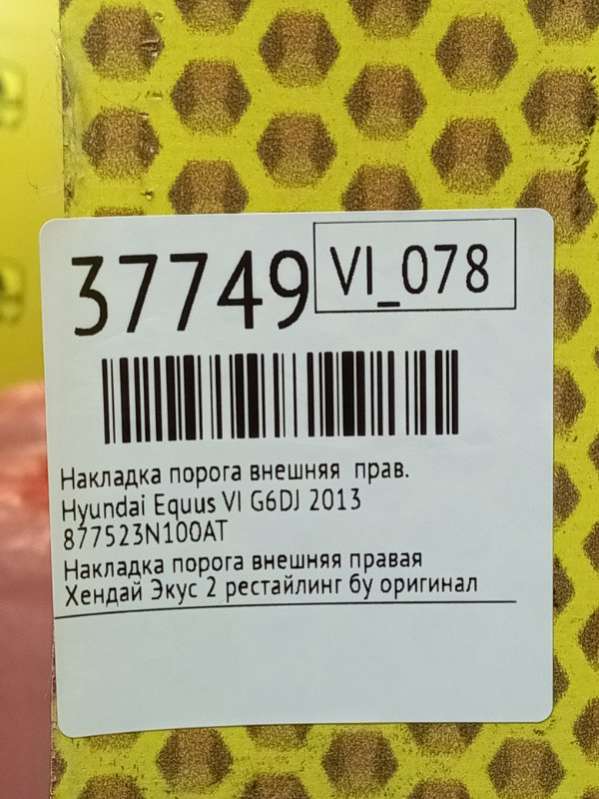 37749 VI_078
Накладка порога внешняя прав.
Hyundai Equus VI G6DJ 2013
877523N100AT
Накладка порога внешняя правая
Хендай Экус 2 рестайлинг бу оригинал